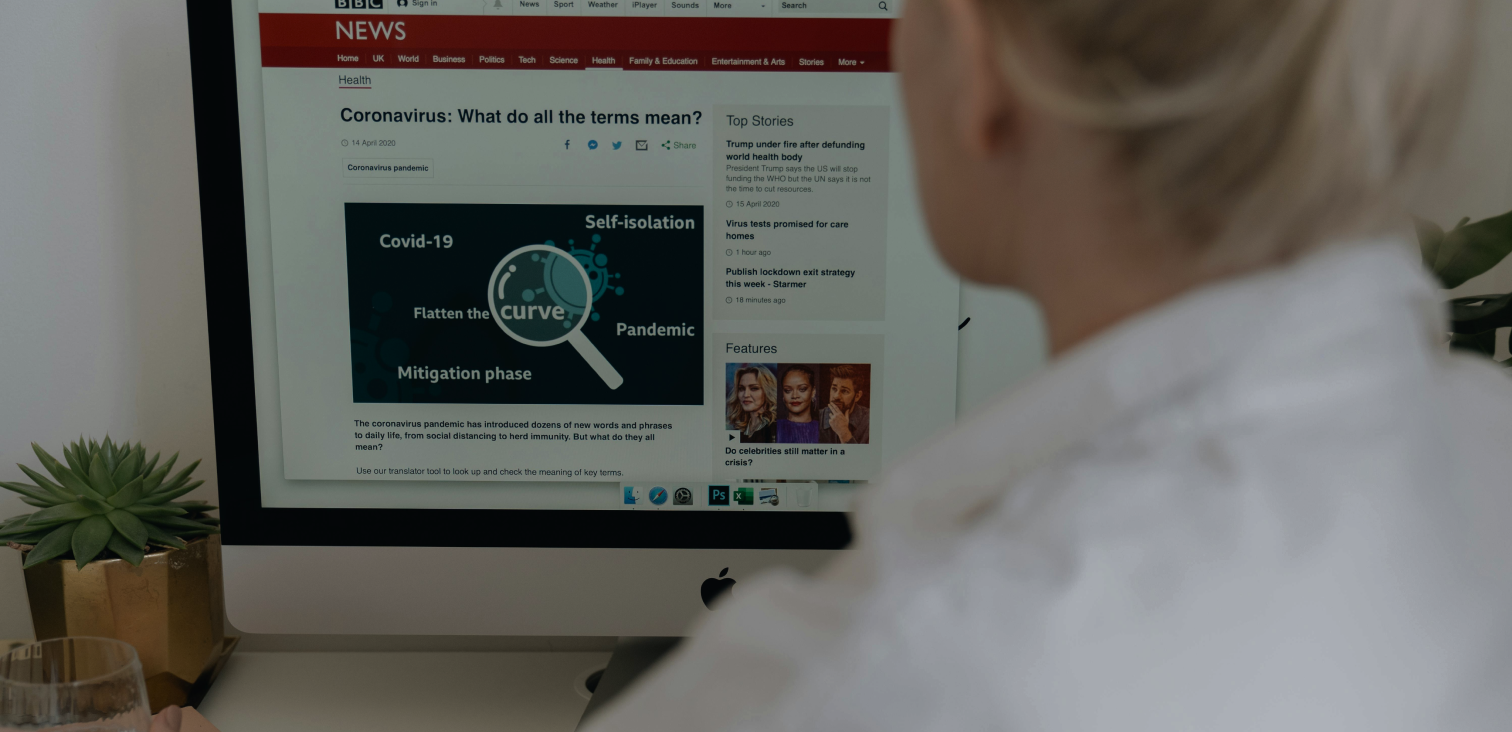 BBC Sign in News Sport Weather iPlayer Sounds More Search
NEWS
Home UK World Business Politics Tech Science Health Family & Education Entertainment & Arts Stories More
Health
Coronavirus: What do all the terms mean?
14 April 2020
Share
Coronavirus pandemic
Self-isolation
Covid-19
Flatten the curve
Pandemic
Mitigation phase
The coronavirus pandemic has introduced dozens of new words and phrases
to daily life, from social distancing to herd immunity. But what do they all
mean?
Use our translator tool to look up and check the meaning of key terms.
Top Stories
Trump under fire after defunding
world health body
President Trump says the US will stop
funding the WHO but the UN says it is not
the time to cut resources.
15 April 2020
Virus tests promised for care
homes
1 hour ago
Publish lockdown exit strategy
this week - Starmer
18 minutes ago
Features
Do celebrities still matter in a
crisis?
Ps
X